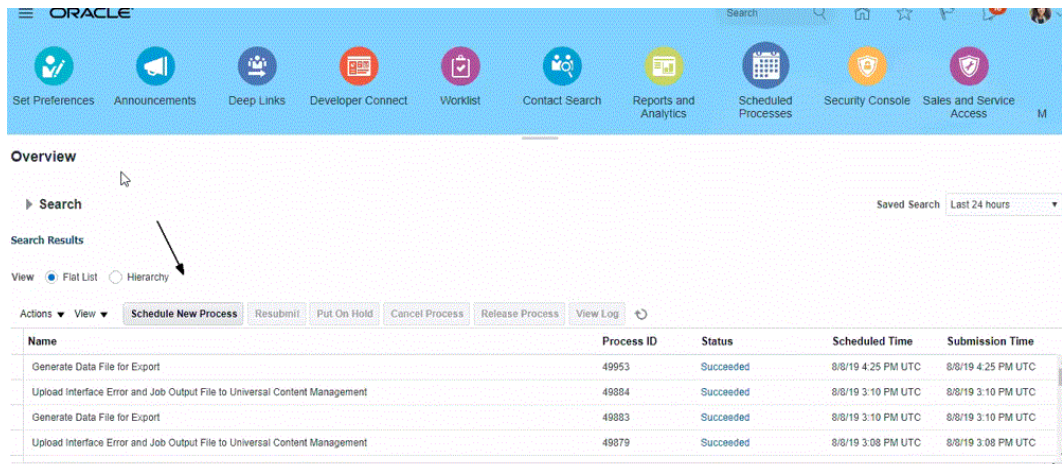 ORACLE
Search
Set Preferences
Announcements
Deep Links
Developer Connect
Worklist
Contact Search
Reports and Analytics
Scheduled Processes
Security Console
Sales and Service Access
M
Overview
Search
Saved Search Last 24 hours
Search Results
View Flat List Hierarchy
Actions View Schedule New Process Resubmit Put On Hold Cancel Process Release Process View Log
Name Process ID Status Scheduled Time Submission Time
Generate Data File for Export 49953 Succeeded 8/8/19 4:25 PM UTC 8/8/19 4:25 PM UTC
Upload Interface Error and Job Output File to Universal Content Management 49884 Succeeded 8/8/19 3:10 PM UTC 8/8/19 3:10 PM UTC
Generate Data File for Export 49883 Succeeded 8/8/19 3:10 PM UTC 8/8/19 3:10 PM UTC
Upload Interface Error and Job Output File to Universal Content Management 49879 Succeeded 8/8/19 3:08 PM UTC 8/8/19 3:08 PM UTC